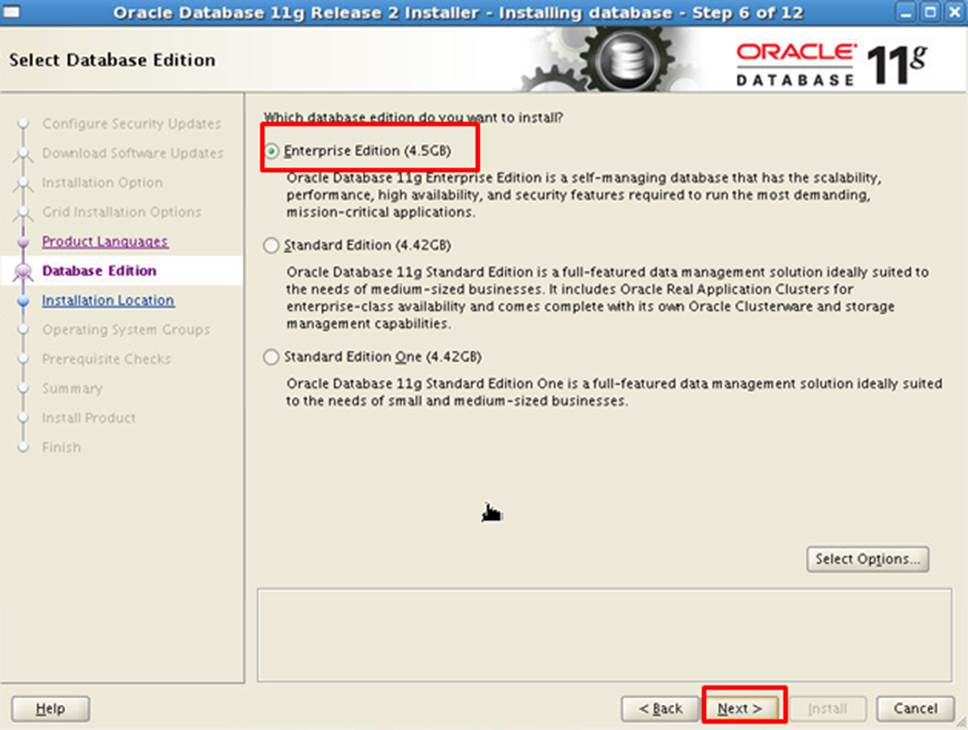 Oracle Database 11g Release 2 Installer - Installing database - Step 6 of 12
Select Database Edition
ORACLE
DATABASE
11g
Configure Security Updates
Download Software Updates
Installation Option
Grid Installation Options
Product Languages
Database Edition
Installation Location
Operating System Groups
Prerequisite Checks
Summary
Install Product
Finish
Which database edition do you want to install?
Enterprise Edition (4.5GB)
Oracle Database 11g Enterprise Edition is a self-managing database that has the scalability,
performance, high availability, and security features required to run the most demanding,
mission-critical applications.
Standard Edition (4.42GB)
Oracle Database 11g Standard Edition is a full-featured data management solution ideally suited to
the needs of medium-sized businesses. It includes Oracle Real Application Clusters for
enterprise-class availability and comes complete with its own Oracle Clusterware and storage
management capabilities.
Standard Edition One (4.42GB)
Oracle Database 11g Standard Edition One is a full-featured data management solution ideally suited
to the needs of small and medium-sized businesses.
Select Options...
Help
< Back
Next >
Install
Cancel